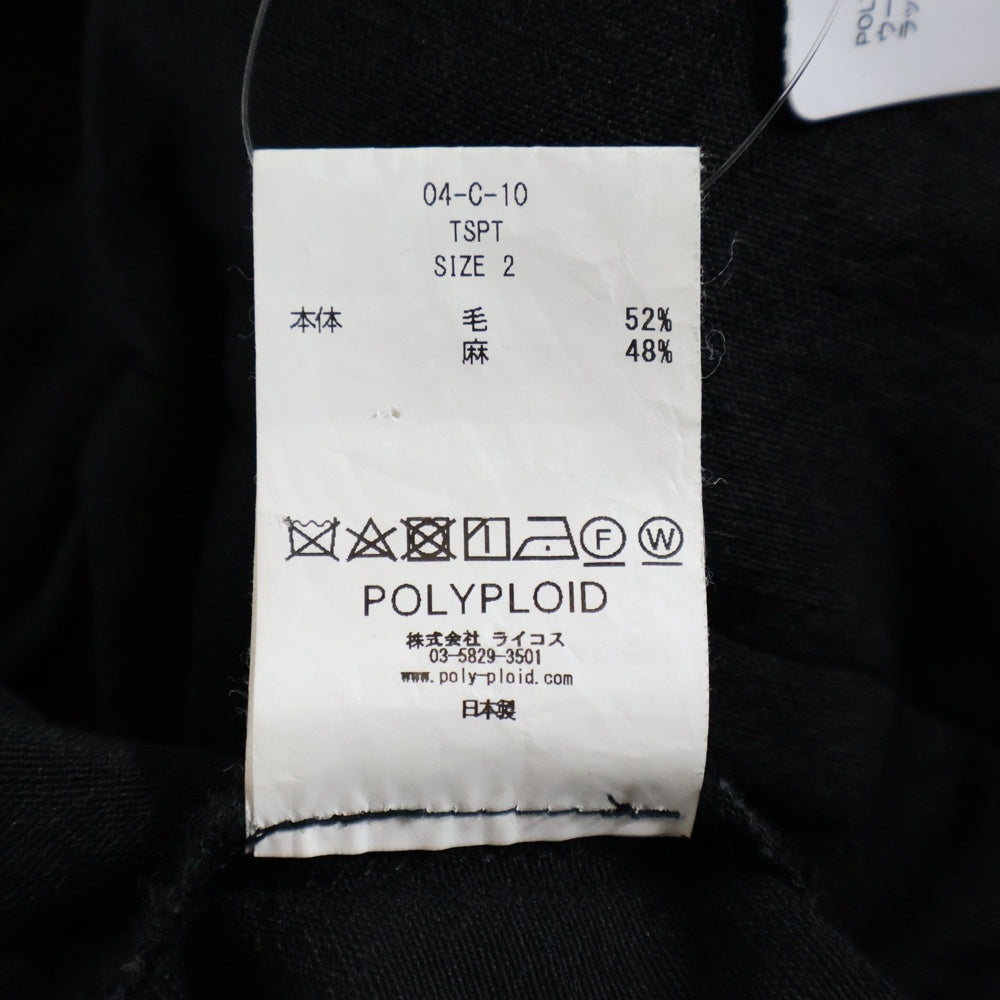 04-C-10
TSPT
SIZE 2
本体 毛 52%
麻 48%
F W
POLYPLOID
株式会社 ライコス
03-5829-3501
www.poly-ploid.com
日本製
POL